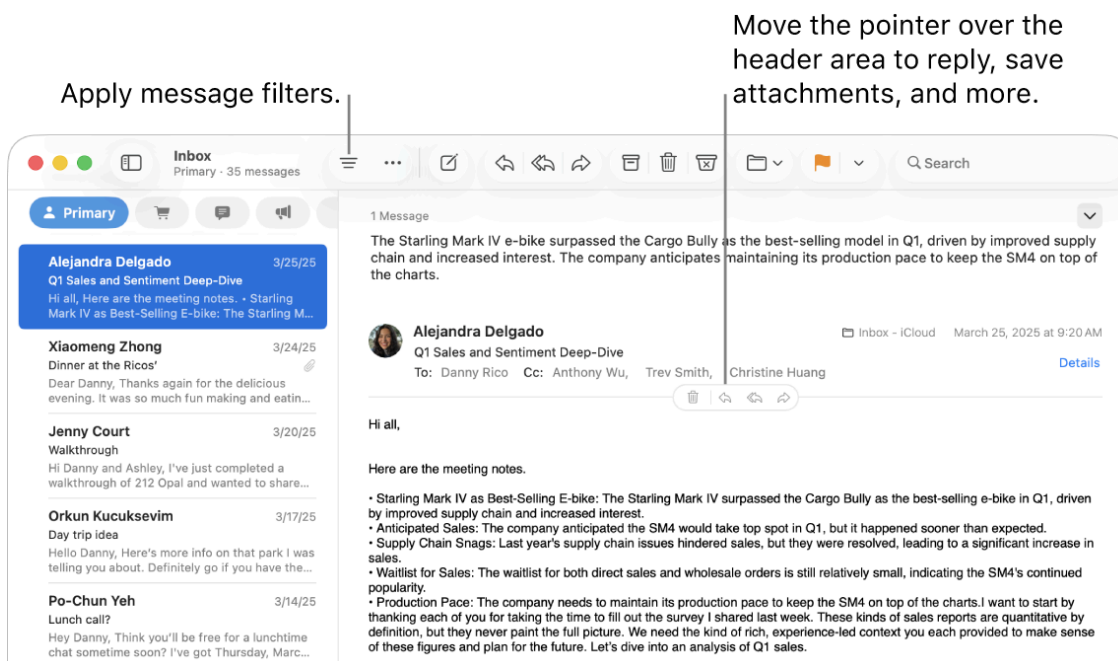 Move the pointer over the
header area to reply, save
attachments, and more.
Apply message filters.
Inbox
Primary · 35 messages
Search
Primary
Alejandra Delgado 3/25/25
Q1 Sales and Sentiment Deep-Dive
Hi all, Here are the meeting notes. • Starling
Mark IV as Best-Selling E-bike: The Starling M...
Xiaomeng Zhong 3/24/25
Dinner at the Ricos’
Dear Danny, Thanks again for the delicious
evening. It was so much fun making and eatin...
Jenny Court 3/20/25
Walkthrough
Hi Danny and Ashley, I've just completed a
walkthrough of 212 Opal and wanted to share...
Orkun Kucuksevim 3/17/25
Day trip idea
Hello Danny, Here's more info on that park I was
telling you about. Definitely go if you have the...
Po-Chun Yeh 3/14/25
Lunch call?
Hey Danny, Think you’ll be free for a lunchtime
chat sometime soon? I've got Thursday, Marc...
1 Message
The Starling Mark IV e-bike surpassed the Cargo Bully as the best-selling model in Q1, driven by improved supply
chain and increased interest. The company anticipates maintaining its production pace to keep the SM4 on top of
the charts.
Alejandra Delgado
Inbox - iCloud March 25, 2025 at 9:20 AM
Q1 Sales and Sentiment Deep-Dive
Details
To: Danny Rico Cc: Anthony Wu, Trev Smith, Christine Huang
Hi all,
Here are the meeting notes.
• Starling Mark IV as Best-Selling E-bike: The Starling Mark IV surpassed the Cargo Bully as the best-selling e-bike in Q1, driven
by improved supply chain and increased interest.
• Anticipated Sales: The company anticipated the SM4 would take top spot in Q1, but it happened sooner than expected.
• Supply Chain Snags: Last year's supply chain issues hindered sales, but they were resolved, leading to a significant increase in
sales.
• Waitlist for Sales: The waitlist for both direct sales and wholesale orders is still relatively small, indicating the SM4's continued
popularity.
• Production Pace: The company needs to maintain its production pace to keep the SM4 on top of the charts.I want to start by
thanking each of you for taking the time to fill out the survey I shared last week. These kinds of sales reports are quantitative by
definition, but they never paint the full picture. We need the kind of rich, experience-led context you each provided to make sense
of these figures and plan for the future. Let's dive into an analysis of Q1 sales.